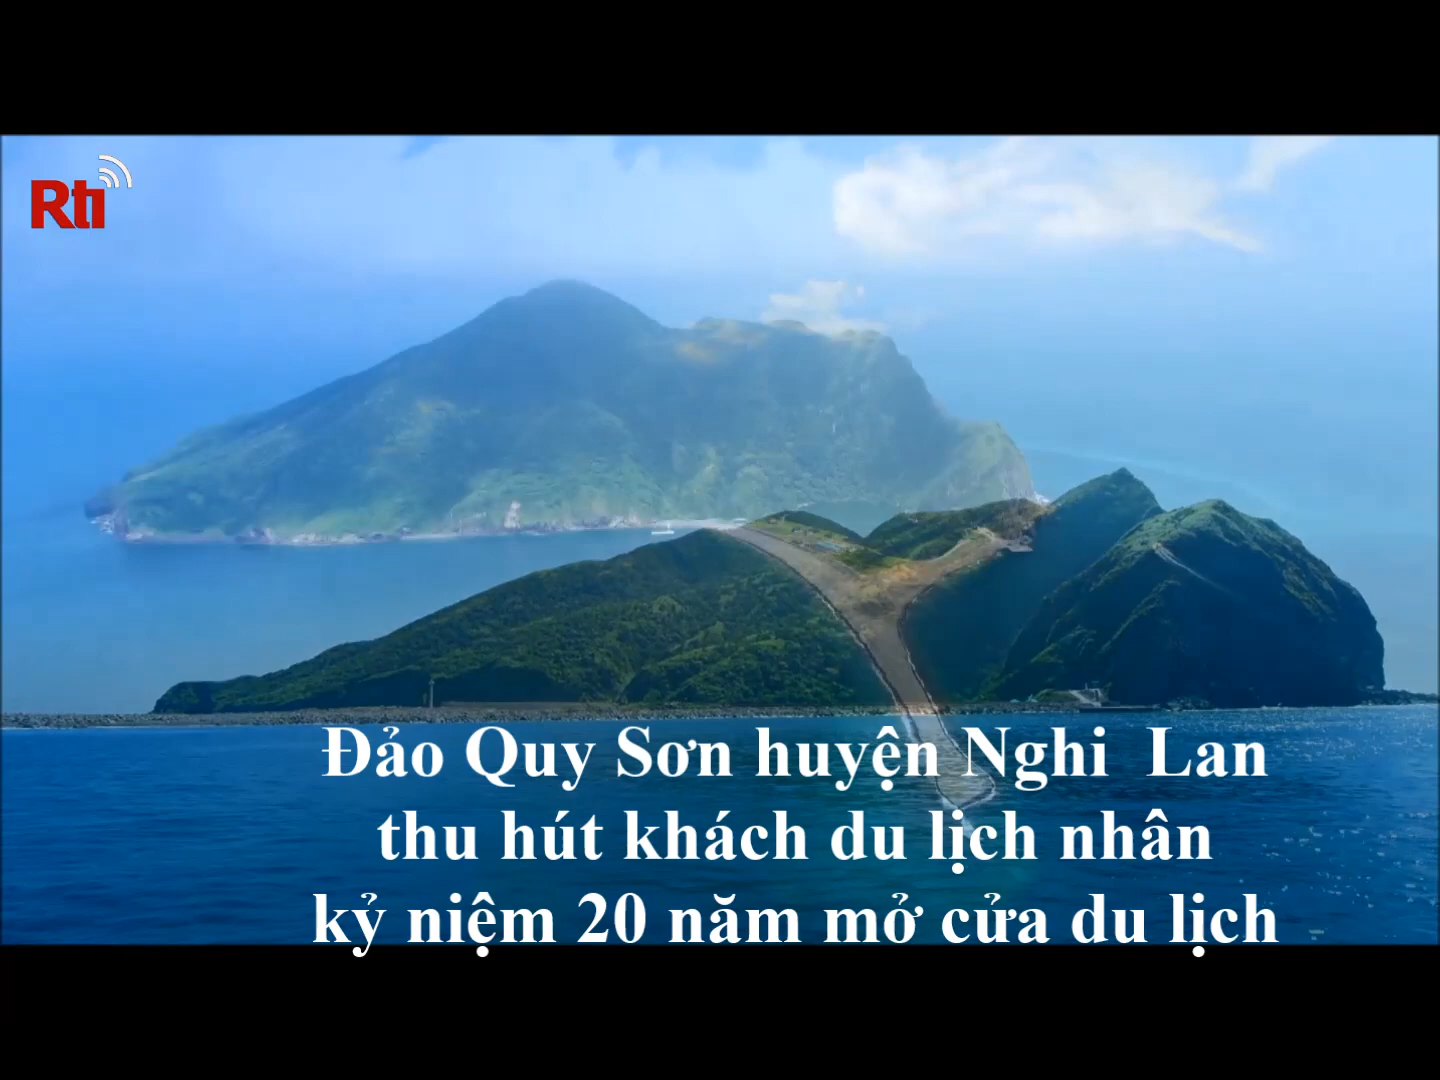 Rti
Đảo Quy Sơn huyện Nghi Lan
thu hút khách du lịch nhân
kỷ niệm 20 năm mở cửa du lịch